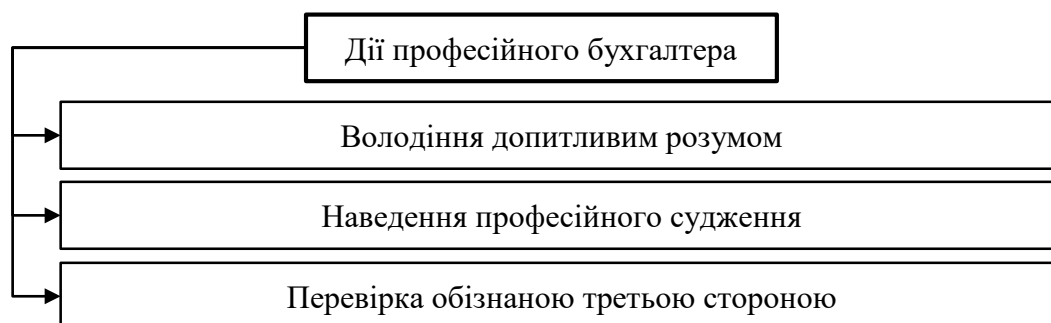 Дії професійного бухгалтера
Володіння допитливим розумом
Наведення професійного судження
Перевірка обізнаною третьою стороною